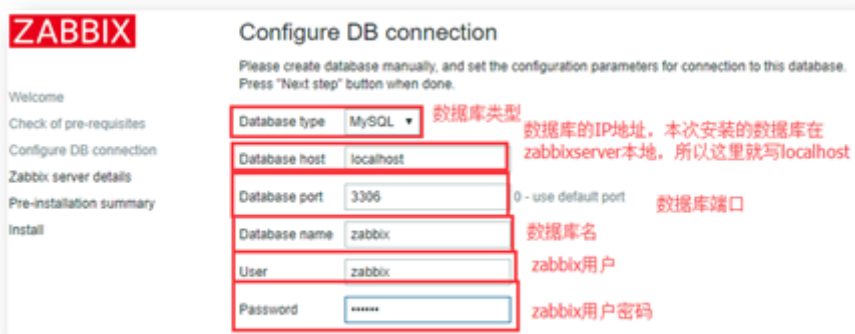 ZABBIX
Configure DB connection
Please create database manually, and set the configuration parameters for connection to this database.
Press "Next step" button when done.
Welcome
Check of pre-requisites
Configure DB connection
Zabbix server details
Pre-installation summary
Install
Database type MySQL 数据库类型
数据库的IP地址，本次安装的数据库在
zabbixserver本地，所以这里就写localhost
Database host localhost
Database port 3306 0 - use default port 数据库端口
Database name zabbix 数据库名
User zabbix zabbix用户
Password •••••• zabbix用户密码